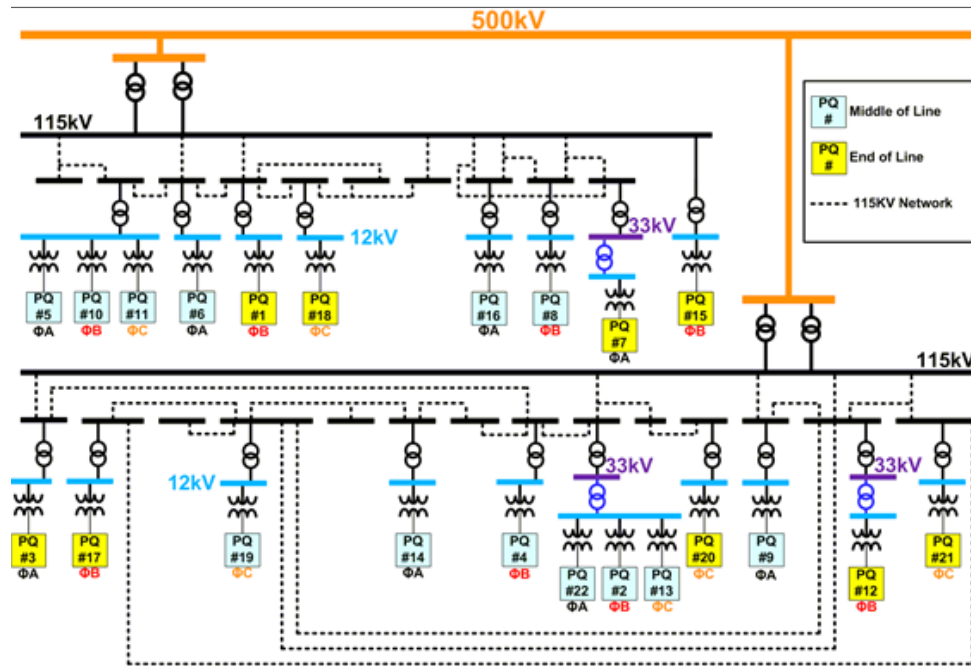 500kV
PQ
#
Middle of Line
PQ
#
End of Line
115KV Network
115kV
12kV
33kV
PQ
#5
ΦA
PQ
#10
ΦB
PQ
#11
ΦC
PQ
#6
ΦA
PQ
#1
ΦB
PQ
#18
ΦC
PQ
#16
ΦA
PQ
#8
ΦB
PQ
#7
ΦA
PQ
#15
ΦB
115kV
12kV
33kV
33kV
PQ
#3
ΦA
PQ
#17
ΦB
PQ
#19
ΦC
PQ
#14
ΦA
PQ
#4
ΦB
PQ
#22
ΦA
PQ
#2
ΦB
PQ
#13
ΦC
PQ
#20
ΦC
PQ
#9
ΦA
PQ
#12
ΦB
PQ
#21
ΦC